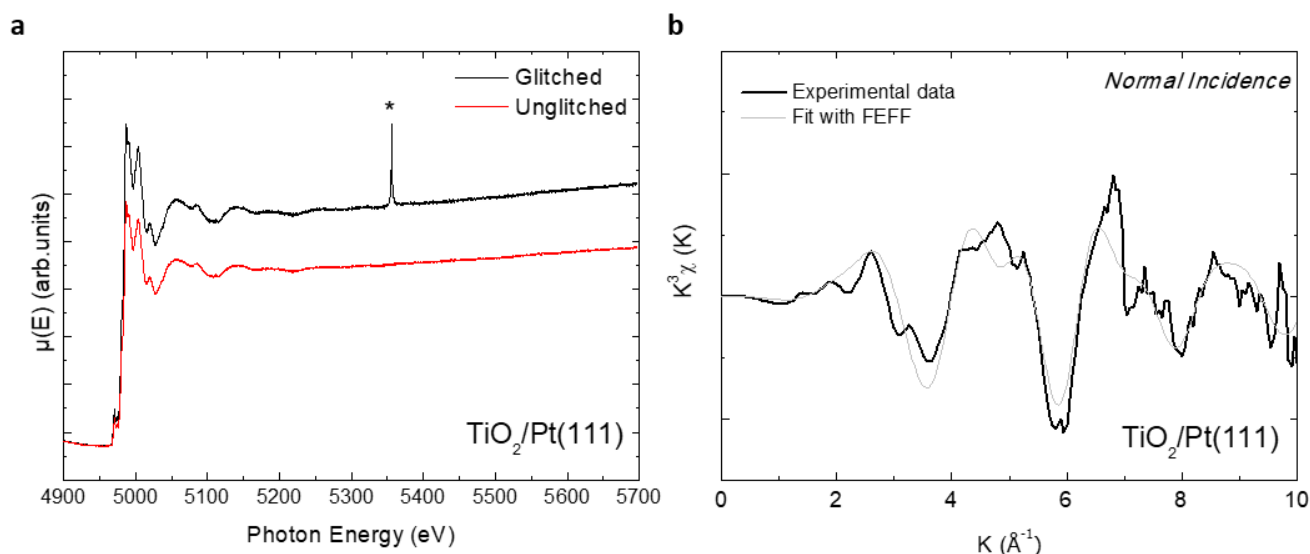 a
Glitched
Unglitched
*
μ(E) (arb.units)
TiO₂/Pt(111)
4900 5000 5100 5200 5300 5400 5500 5600 5700
Photon Energy (eV)
b
Normal Incidence
Experimental data
Fit with FEFF
K³χ (K)
TiO₂/Pt(111)
0 2 4 6 8 10
K (Å⁻¹)